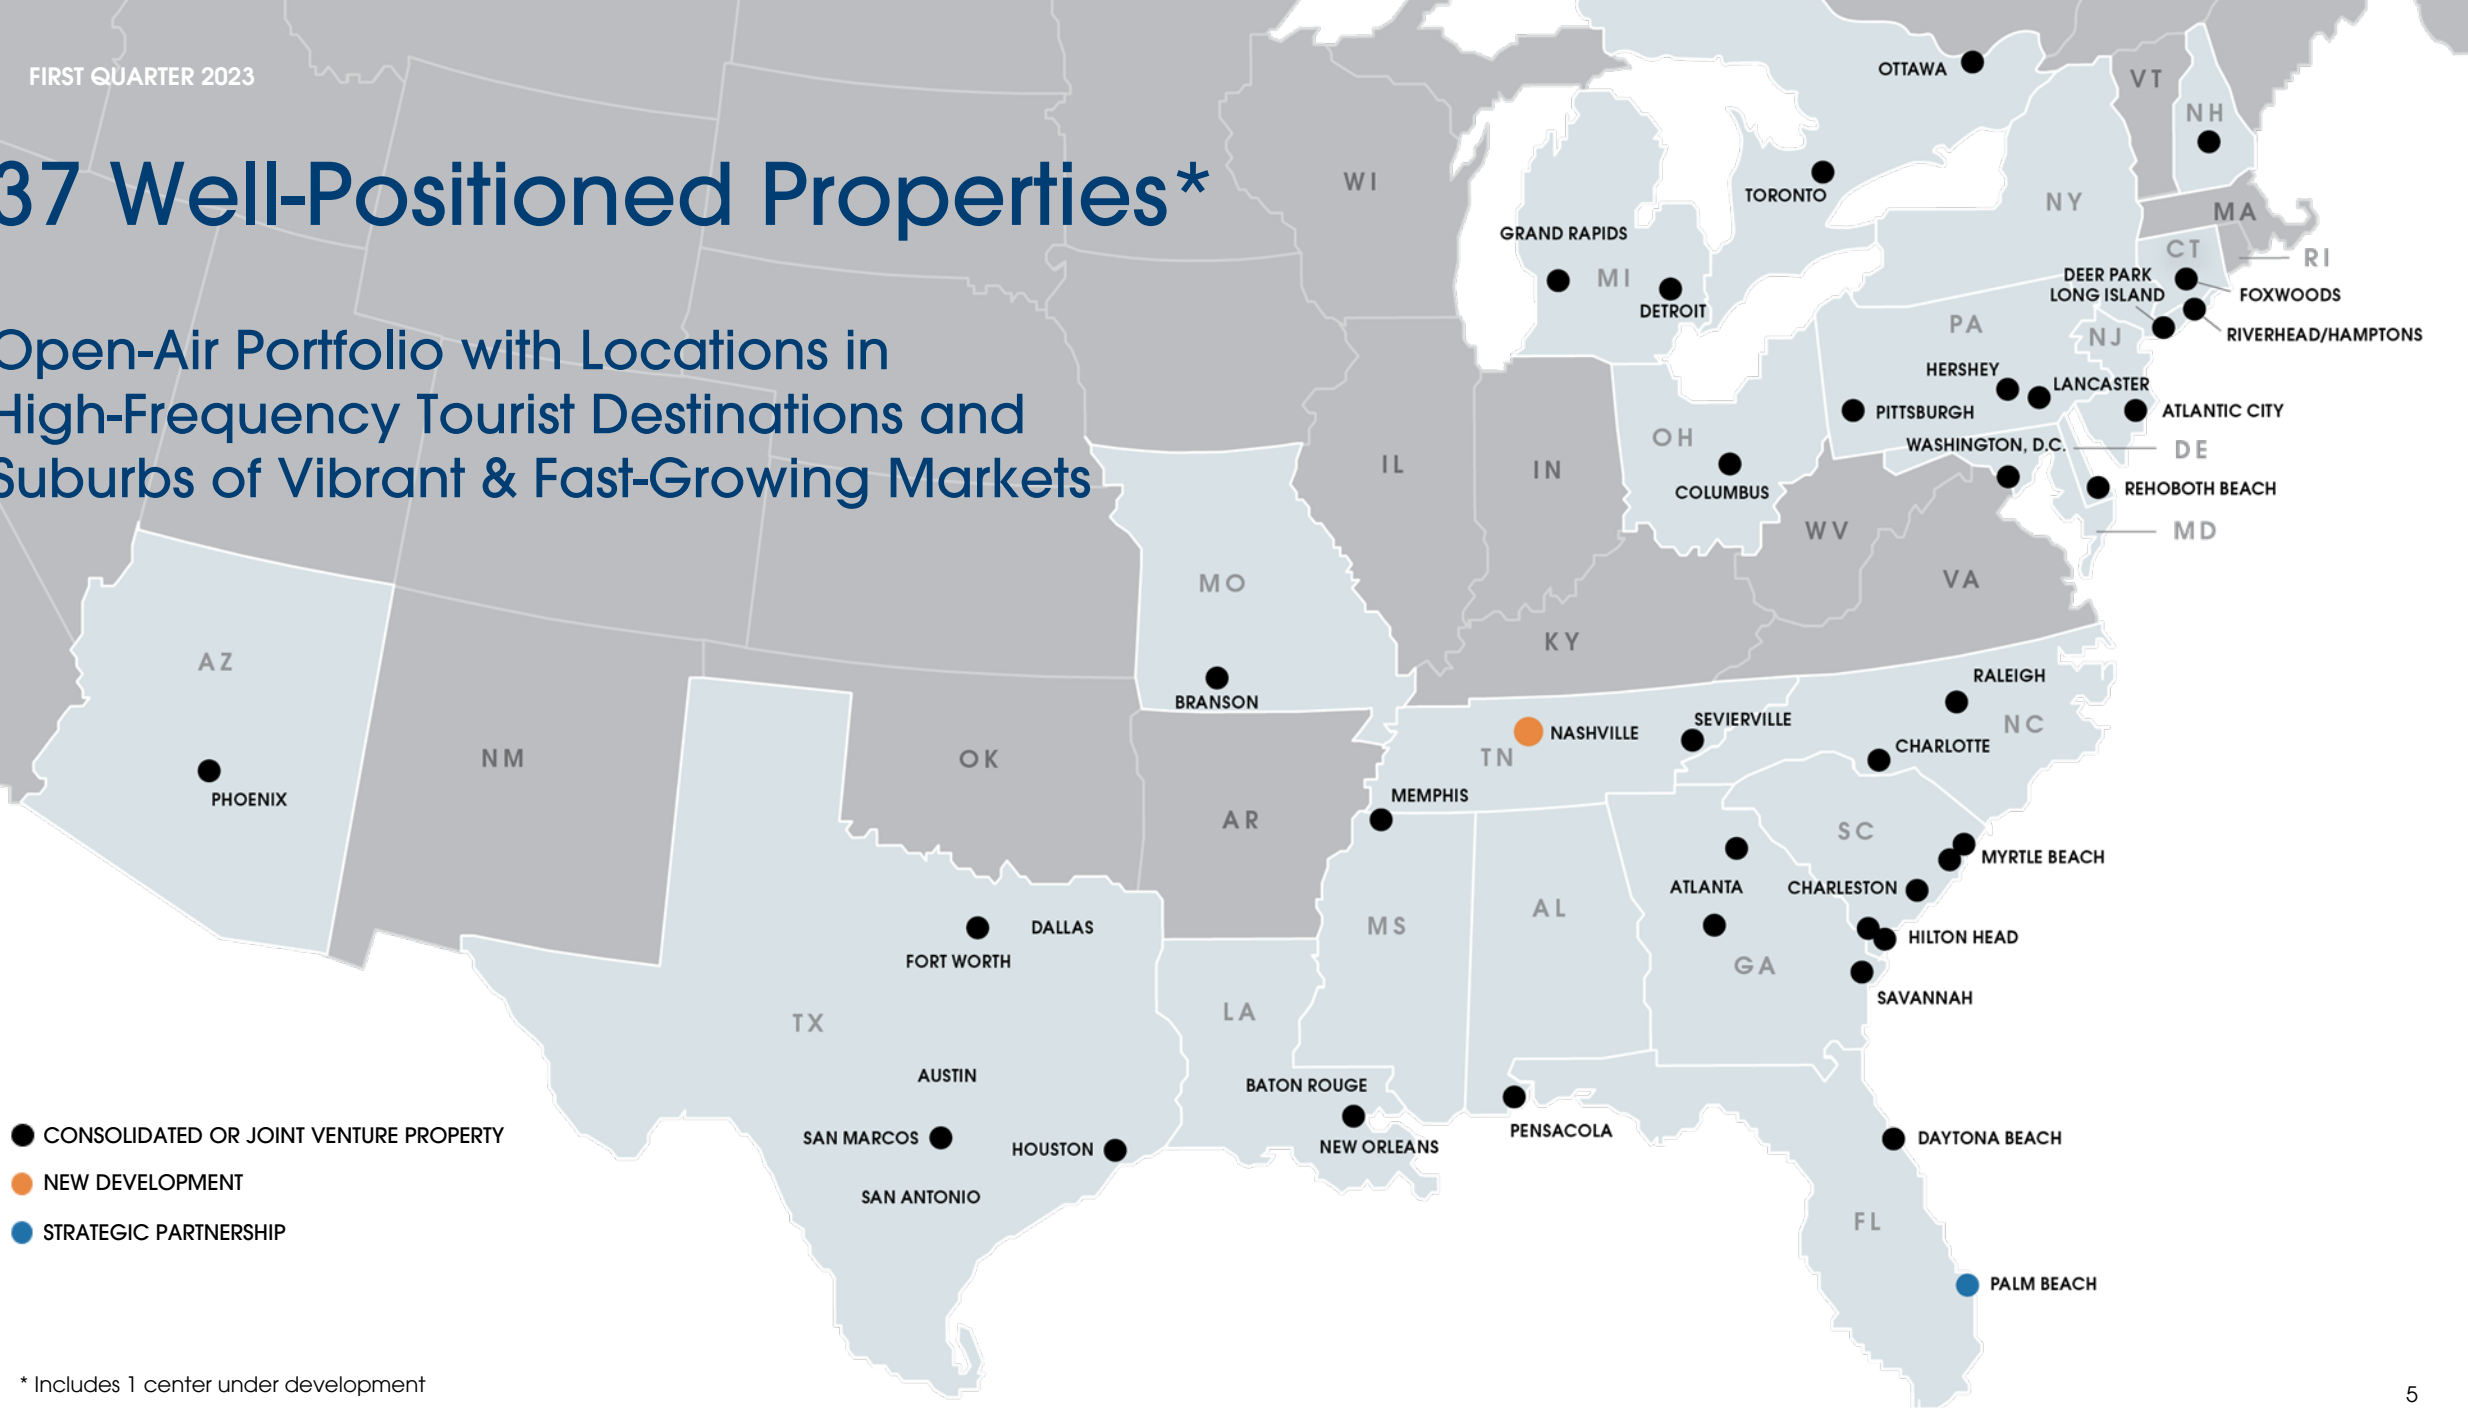 FIRST QUARTER 2023
37 Well-Positioned Properties*
Open-Air Portfolio with Locations in
High-Frequency Tourist Destinations and
Suburbs of Vibrant & Fast-Growing Markets
OTTAWA
VT
NH
TORONTO
WI
NY
MA
GRAND RAPIDS
MI
DETROIT
CT
RI
DEER PARK
LONG ISLAND
FOXWOODS
RIVERHEAD/HAMPTONS
PA
NJ
HERSHEY
LANCASTER
PITTSBURGH
ATLANTIC CITY
WASHINGTON, D.C.
DE
OH
COLUMBUS
IL
IN
REHOBOTH BEACH
WV
MD
VA
MO
KY
AZ
BRANSON
RALEIGH
NC
NASHVILLE
SEVIERVILLE
CHARLOTTE
TN
NM
OK
PHOENIX
MEMPHIS
AR
SC
MYRTLE BEACH
ATLANTA
CHARLESTON
AL
MS
DALLAS
FORT WORTH
HILTON HEAD
GA
SAVANNAH
TX
LA
AUSTIN
BATON ROUGE
SAN MARCOS
HOUSTON
NEW ORLEANS
PENSACOLA
DAYTONA BEACH
SAN ANTONIO
FL
PALM BEACH
CONSOLIDATED OR JOINT VENTURE PROPERTY
NEW DEVELOPMENT
STRATEGIC PARTNERSHIP
* Includes 1 center under development
5